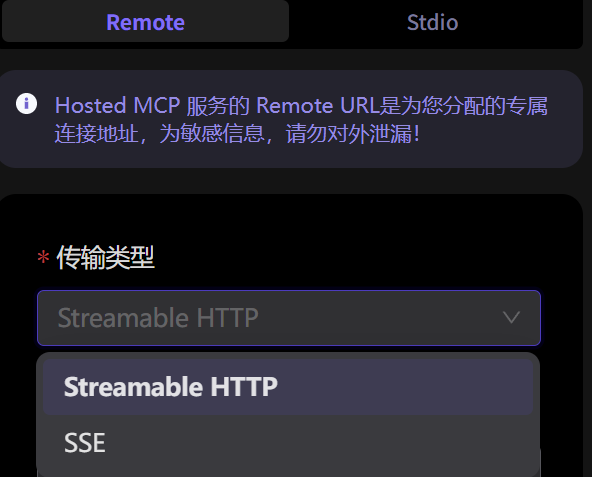 Remote
Stdio
Hosted MCP 服务的 Remote URL是为您分配的专属
连接地址，为敏感信息，请勿对外泄漏！
* 传输类型
Streamable HTTP
Streamable HTTP
SSE